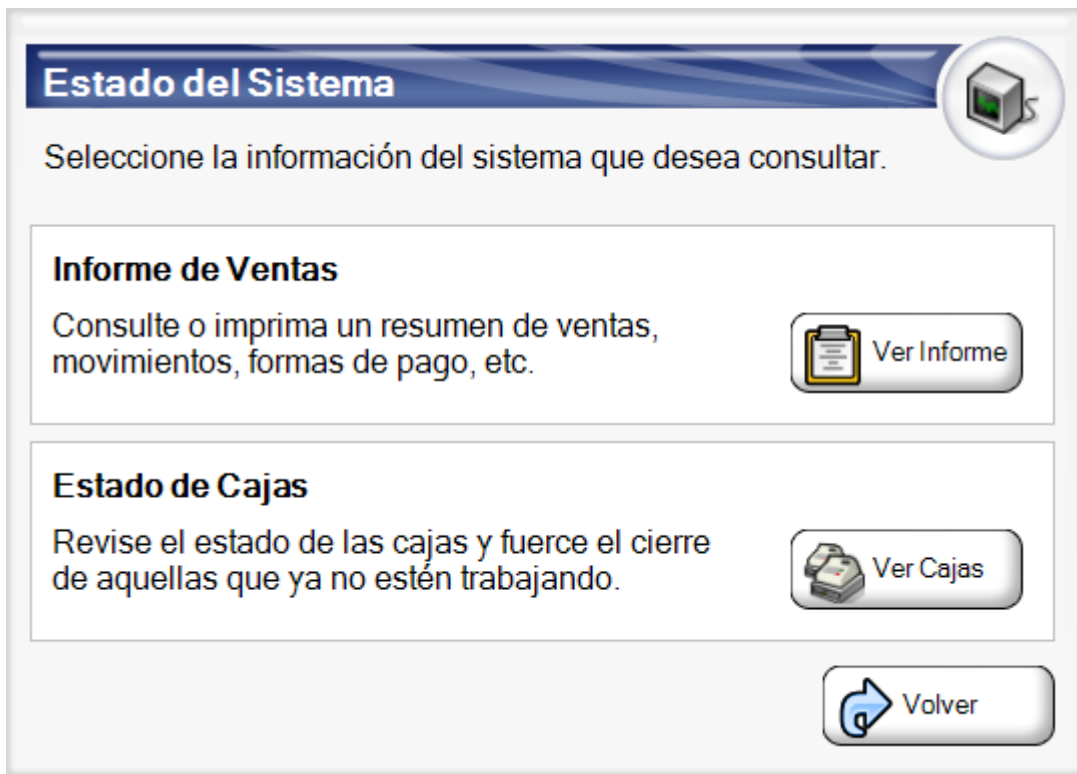 Estado del Sistema
Seleccione la información del sistema que desea consultar.
Informe de Ventas
Consulte o imprima un resumen de ventas,
movimientos, formas de pago, etc.
Ver Informe
Estado de Cajas
Revise el estado de las cajas y fuerce el cierre
de aquellas que ya no estén trabajando.
Ver Cajas
Volver